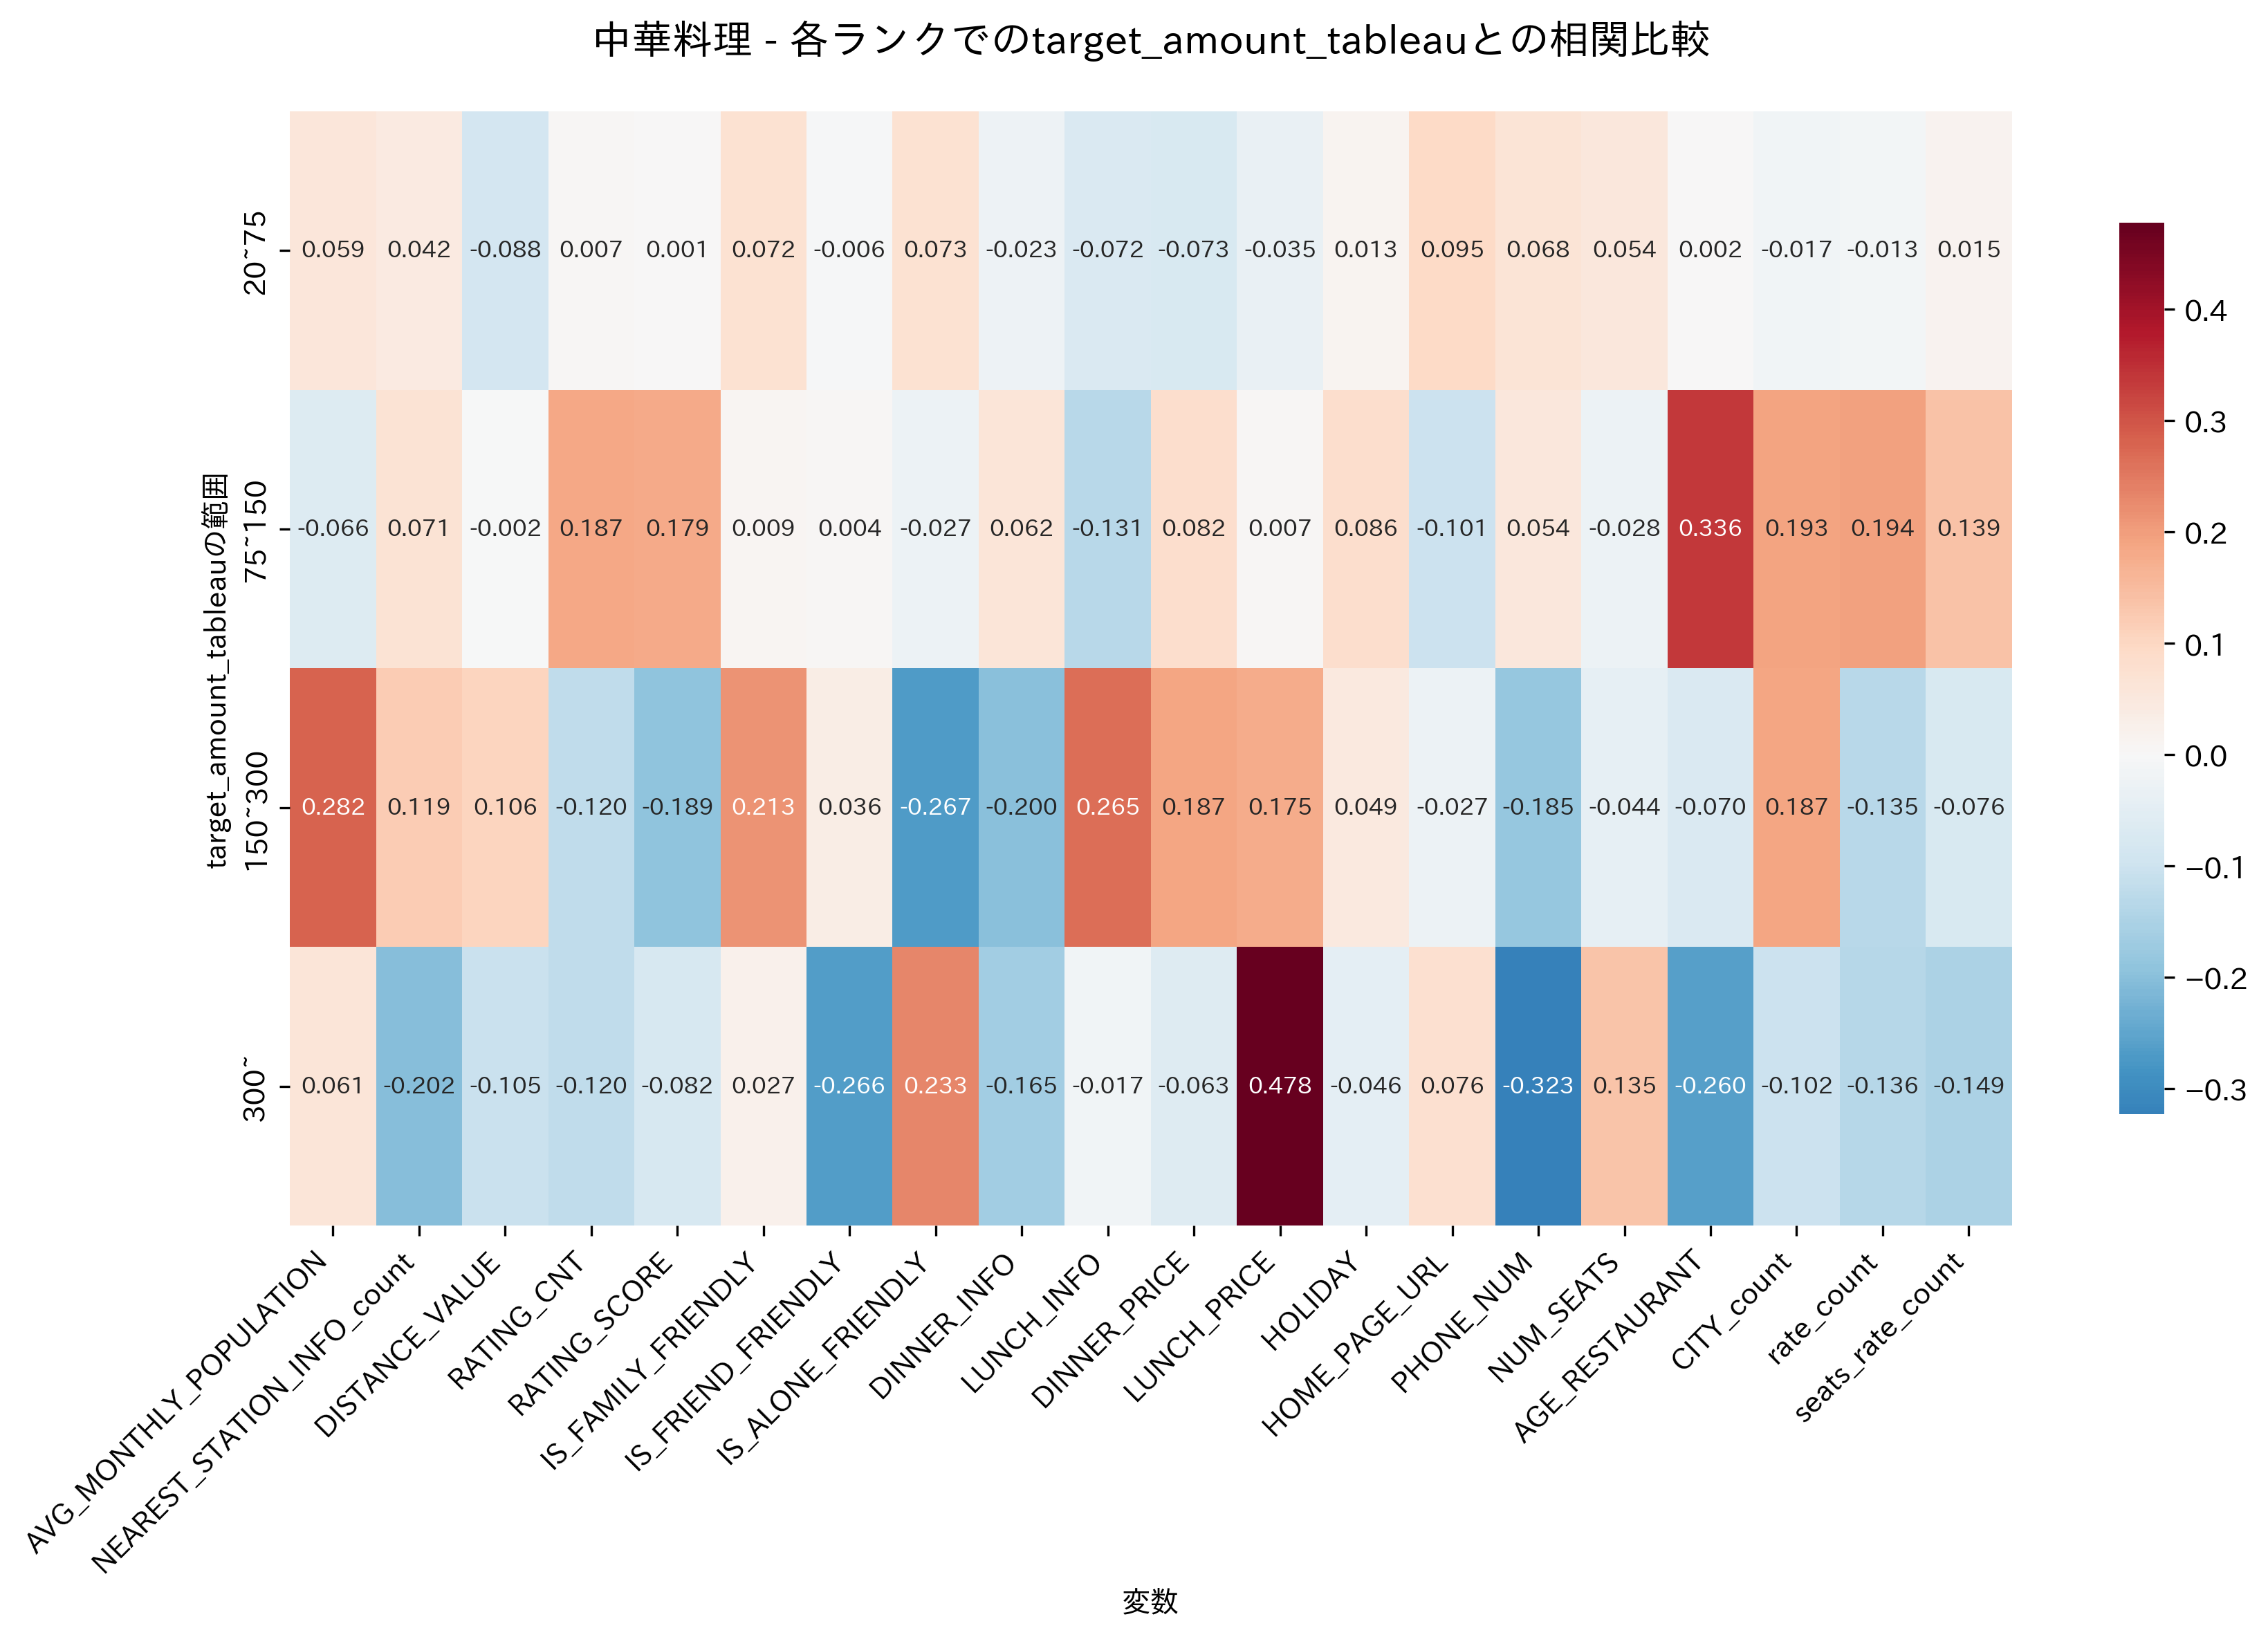 中華料理 - 各ランクでのtarget_amount_tableauとの相関比較
target_amount_tableauの範囲
20~75
0.059 0.042 -0.088 0.007 0.001 0.072 -0.006 0.073 -0.023 -0.072 -0.073 -0.035 0.013 0.095 0.068 0.054 0.002 -0.017 -0.013 0.015
75~150
-0.066 0.071 -0.002 0.187 0.179 0.009 0.004 -0.027 0.062 -0.131 0.082 0.007 0.086 -0.101 0.054 -0.028 0.336 0.193 0.194 0.139
150~300
0.282 0.119 0.106 -0.120 -0.189 0.213 0.036 -0.267 -0.200 0.265 0.187 0.175 0.049 -0.027 -0.185 -0.044 -0.070 0.187 -0.135 -0.076
300~
0.061 -0.202 -0.105 -0.120 -0.082 0.027 -0.266 0.233 -0.165 -0.017 -0.063 0.478 -0.046 0.076 -0.323 0.135 -0.260 -0.102 -0.136 -0.149
AVG_MONTHLY_POPULATION
NEAREST_STATION_INFO_count
DISTANCE_VALUE
RATING_CNT
RATING_SCORE
IS_FAMILY_FRIENDLY
IS_FRIEND_FRIENDLY
IS_ALONE_FRIENDLY
DINNER_INFO
LUNCH_INFO
DINNER_PRICE
LUNCH_PRICE
HOLIDAY
HOME_PAGE_URL
PHONE_NUM
NUM_SEATS
AGE_RESTAURANT
CITY_count
rate_count
seats_rate_count
変数
0.4
0.3
0.2
0.1
0.0
−0.1
−0.2
−0.3